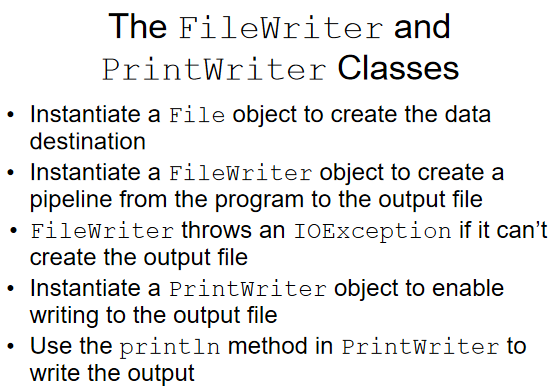 The FileWriter and
PrintWriter Classes
• Instantiate a File object to create the data
destination
• Instantiate a FileWriter object to create a
pipeline from the program to the output file
• FileWriter throws an IOException if it can’t
create the output file
• Instantiate a PrintWriter object to enable
writing to the output file
• Use the println method in PrintWriter to
write the output